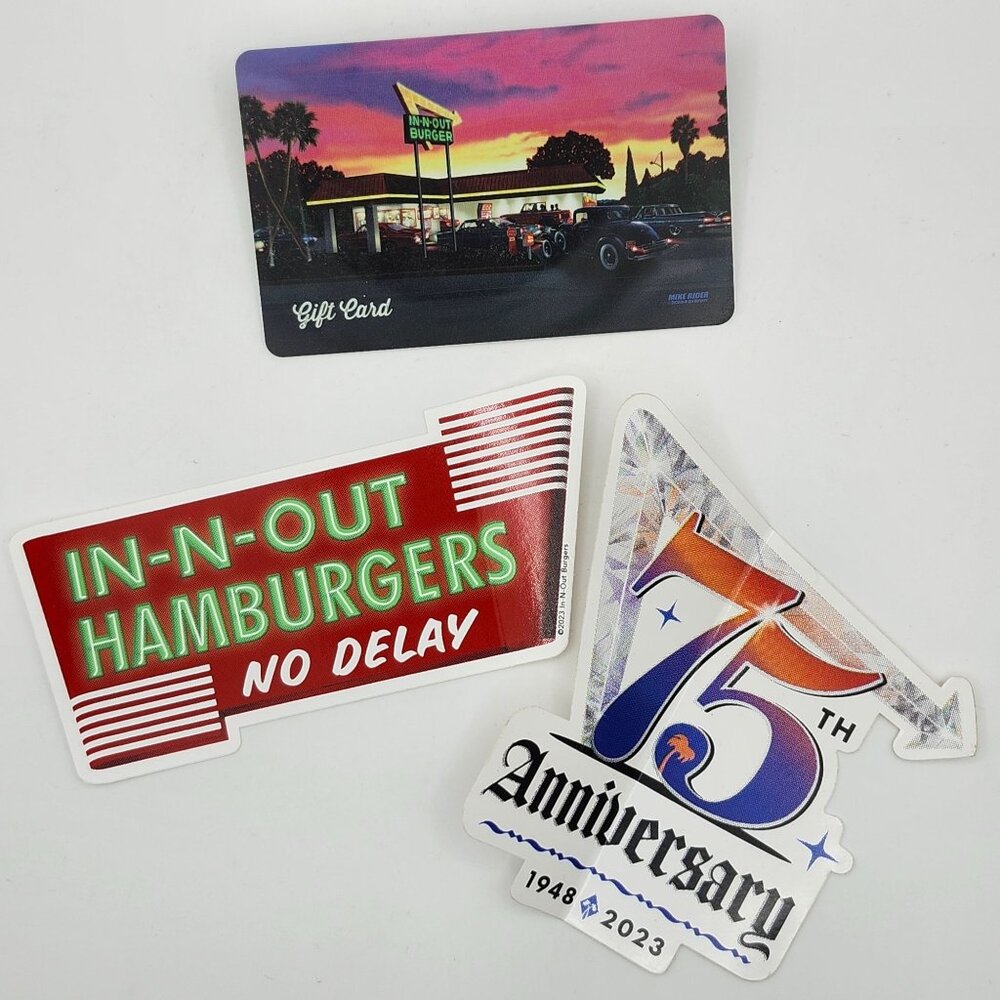 IN-N-OUT
BURGER
Gift Card
MIKE RIDER
IN-N-OUT
HAMBURGERS
NO DELAY
©2023 In-N-Out Burgers
75
TH
Anniversary
1948 2023